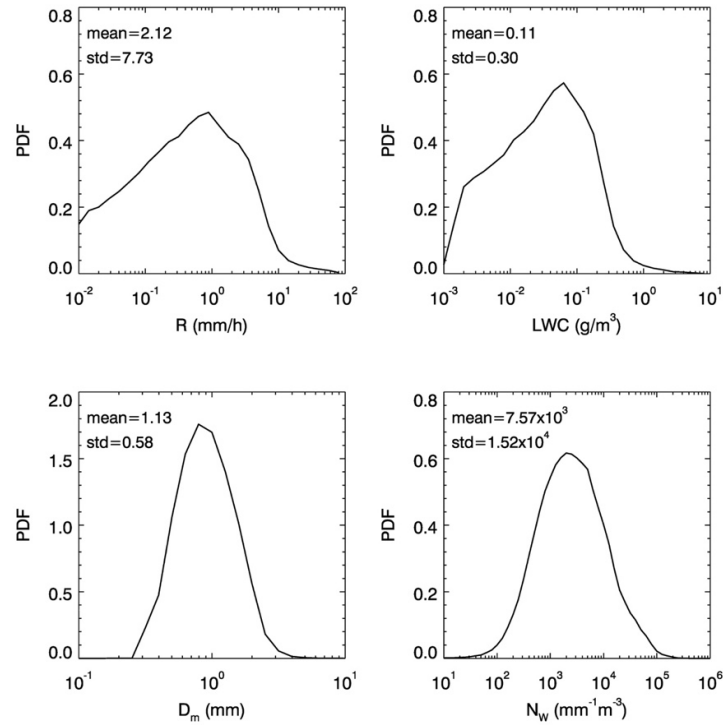 mean=2.12
std=7.73
PDF
0.8
0.6
0.4
0.2
0.0
10⁻² 10⁻¹ 10⁰ 10¹ 10²
R (mm/h)
mean=0.11
std=0.30
PDF
0.8
0.6
0.4
0.2
0.0
10⁻³ 10⁻² 10⁻¹ 10⁰ 10¹
LWC (g/m³)
mean=1.13
std=0.58
PDF
2.0
1.5
1.0
0.5
0.0
10⁻¹ 10⁰ 10¹
Dₘ (mm)
mean=7.57x10³
std=1.52x10⁴
PDF
0.8
0.6
0.4
0.2
0.0
10¹ 10² 10³ 10⁴ 10⁵ 10⁶
N_W (mm⁻¹m⁻³)